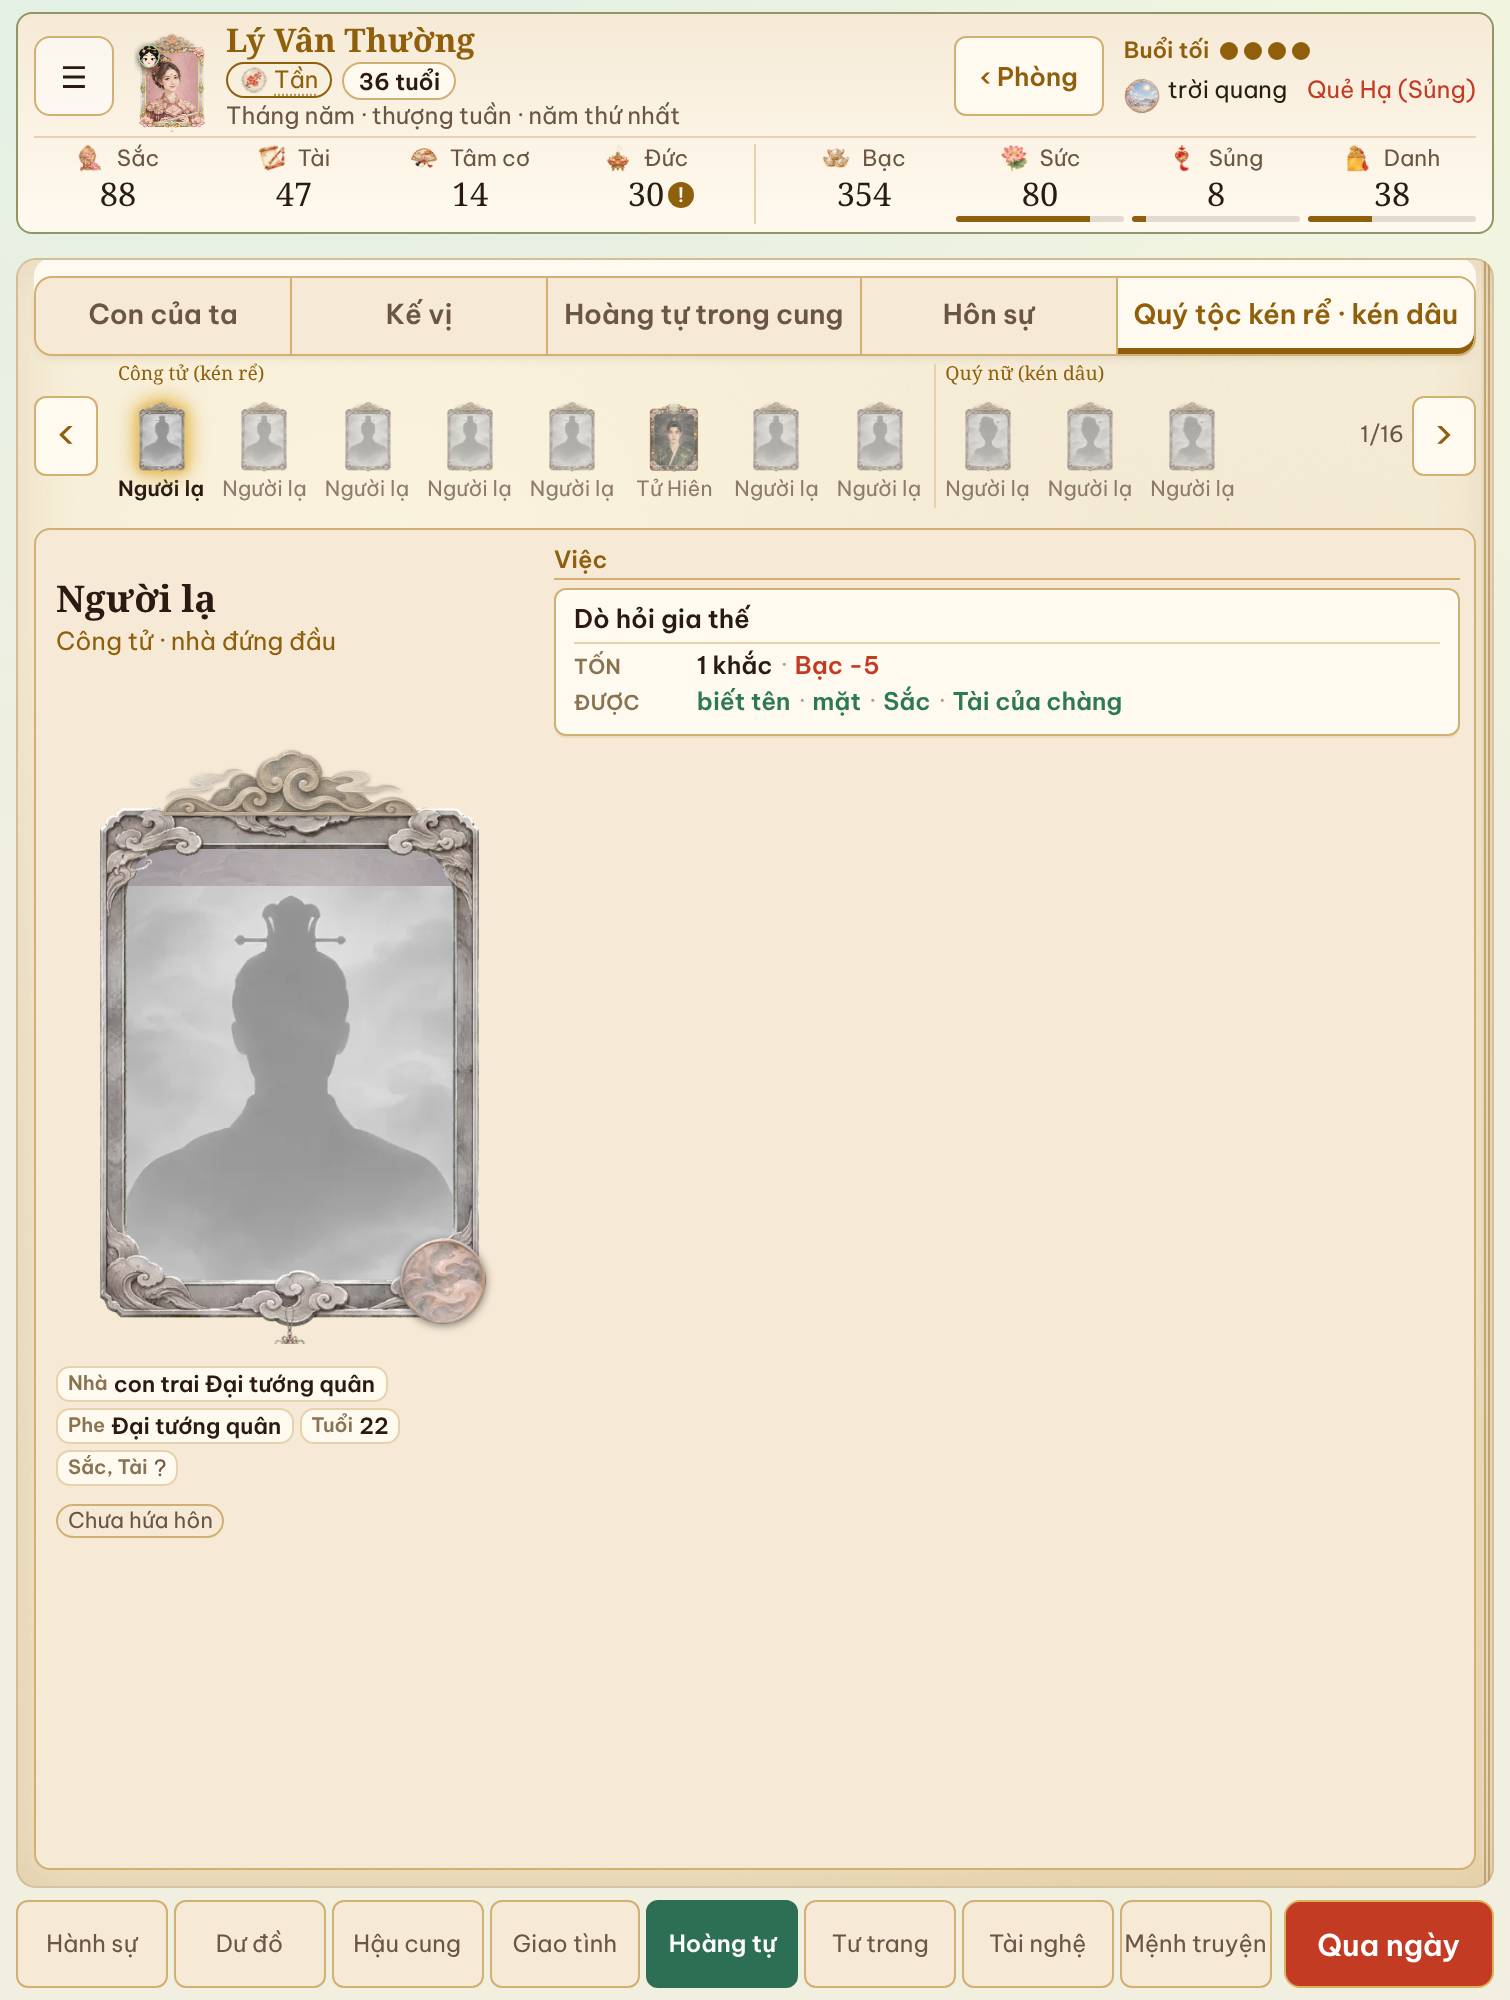 ☰
Lý Vân Thường
Tần
36 tuổi
Tháng năm · thượng tuần · năm thứ nhất
‹ Phòng
Buổi tối
trời quang
Quẻ Hạ (Sủng)
Sắc
88
Tài
47
Tâm cơ
14
Đức
30 !
Bạc
354
Sức
80
Sủng
8
Danh
38
Con của ta
Kế vị
Hoàng tự trong cung
Hôn sự
Quý tộc kén rể · kén dâu
Công tử (kén rể)
Quý nữ (kén dâu)
‹
Người lạ
Người lạ
Người lạ
Người lạ
Người lạ
Tử Hiên
Người lạ
Người lạ
Người lạ
Người lạ
Người lạ
1/16
›
Người lạ
Công tử · nhà đứng đầu
Việc
Dò hỏi gia thế
TỐN 1 khắc · Bạc -5
ĐƯỢC biết tên · mặt · Sắc · Tài của chàng
Nhà con trai Đại tướng quân
Phe Đại tướng quân
Tuổi 22
Sắc, Tài ?
Chưa hứa hôn
Hành sự
Dư đồ
Hậu cung
Giao tình
Hoàng tự
Tư trang
Tài nghệ
Mệnh truyện
Qua ngày